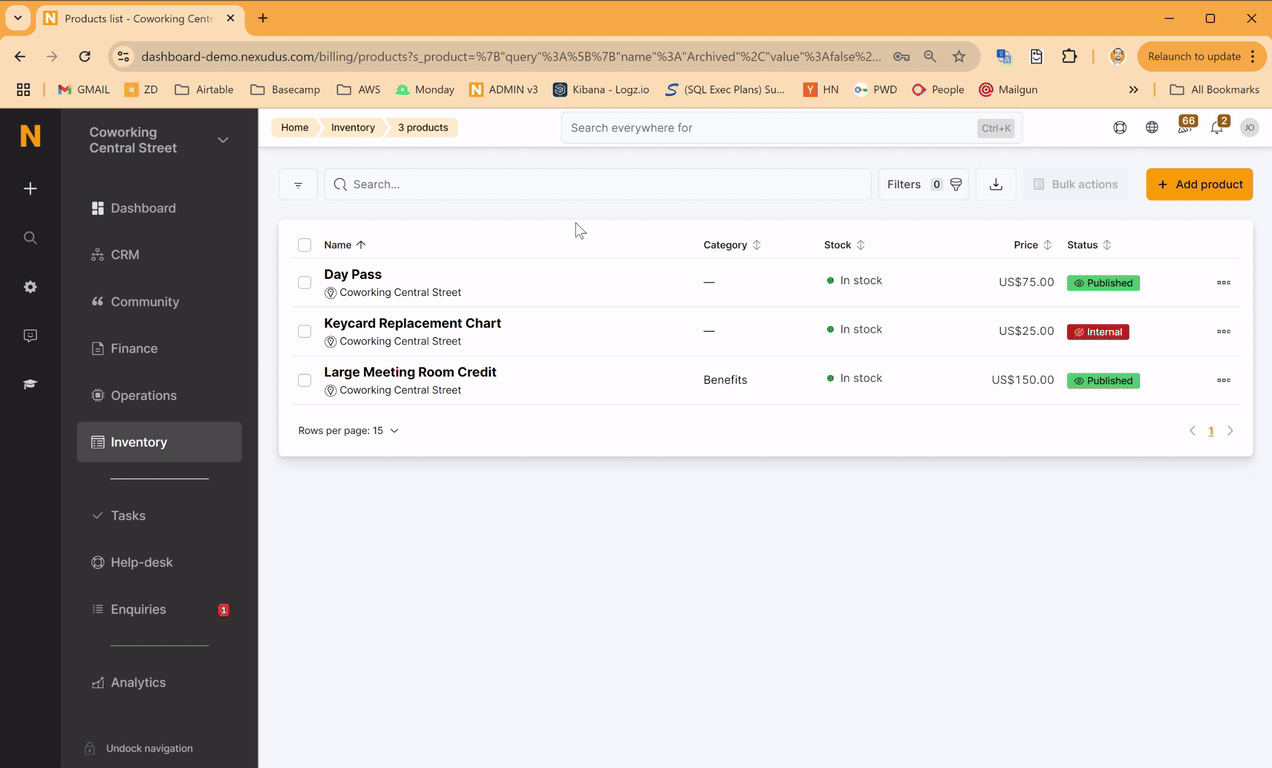 Products list - Coworking Centr
dashboard-demo.nexudus.com/billing/products?s_product=%7B"query"%3A%5B%7B"name"%3A"Archived"%2C"value"%3Afalse%2...
Relaunch to update
GMAIL
ZD
Airtable
Basecamp
AWS
Monday
ADMIN v3
Kibana - Logz.io
(SQL Exec Plans) Su...
HN
PWD
People
Mailgun
All Bookmarks
N
Coworking
Central Street
Dashboard
CRM
Community
Finance
Operations
Inventory
Tasks
Help-desk
Enquiries 1
Analytics
Undock navigation
Home Inventory 3 products
Search everywhere for Ctrl+K
66 2 JO
Search... Filters 0 Bulk actions + Add product
Name Category Stock Price Status
Day Pass
Coworking Central Street
— In stock US$75.00 Published
Keycard Replacement Chart
Coworking Central Street
— In stock US$25.00 Internal
Large Meeting Room Credit
Coworking Central Street
Benefits In stock US$150.00 Published
Rows per page: 15 1